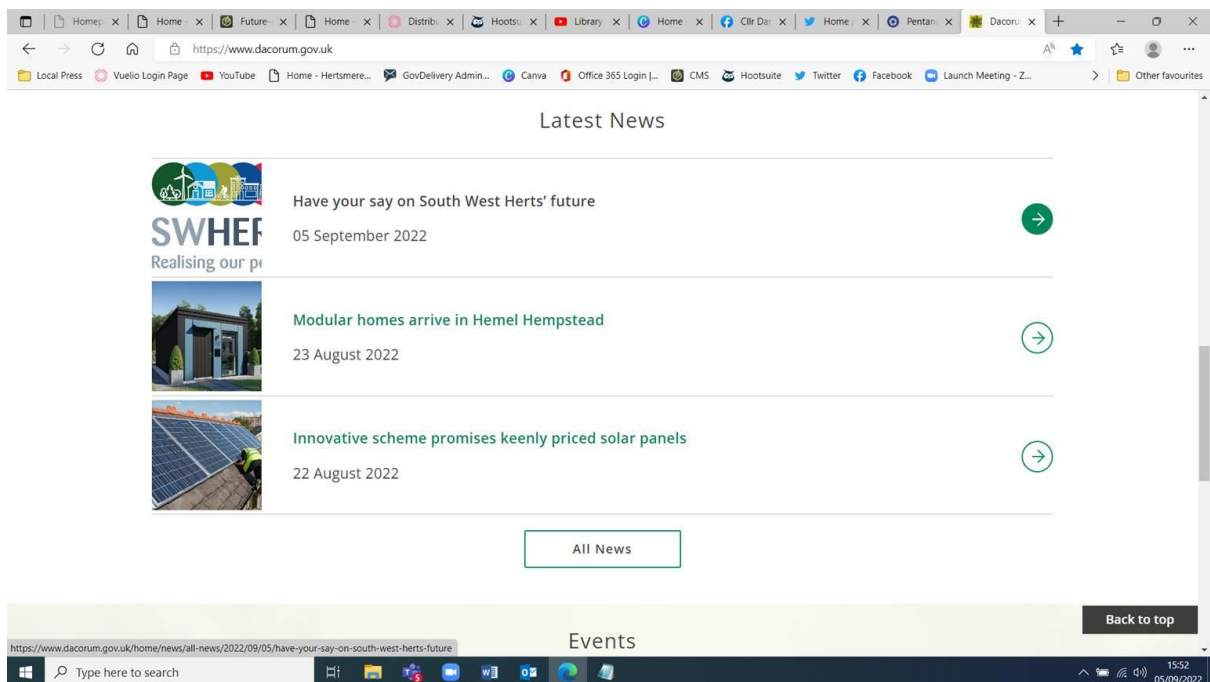 Homep
Home -
Future-
Home -
Distribu
Hootsu
Library
Home
Cllr Dar
Home /
Pentan
Dacoru
https://www.dacorum.gov.uk
Local Press
Vuelio Login Page
YouTube
Home - Hertsmere...
GovDelivery Admin...
Canva
Office 365 Login |...
CMS
Hootsuite
Twitter
Facebook
Launch Meeting - Z...
Other favourites
Latest News
SWHER
Realising our po
Have your say on South West Herts' future
05 September 2022
Modular homes arrive in Hemel Hempstead
23 August 2022
Innovative scheme promises keenly priced solar panels
22 August 2022
All News
Back to top
Events
https://www.dacorum.gov.uk/home/news/all-news/2022/09/05/have-your-say-on-south-west-herts-future
Type here to search
15:52
05/09/2022